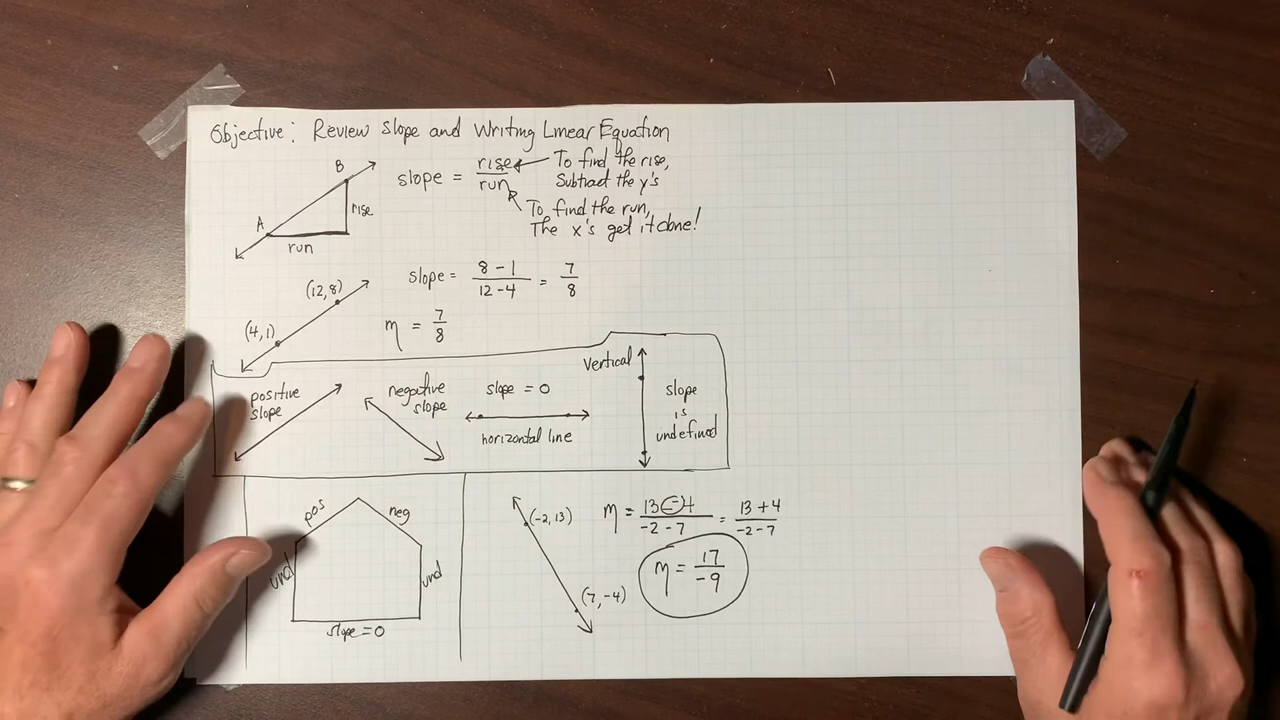 Objective: Review Slope and Writing Linear Equation
B
A
rise
run
slope = rise/run
To find the rise,
Subtract the y's
To find the run,
The x's get it done!
(12, 8)
(4, 1)
slope = 8 - 1 / 12 - 4 = 7/8
m = 7/8
positive
slope
negative
slope
slope = 0
horizontal line
vertical
slope
is
undefined
pos
neg
und
und
slope = 0
(-2, 13)
(7, -4)
m = 13 - -4 / -2 - 7 = 13 + 4 / -2 - 7
m = 17/-9